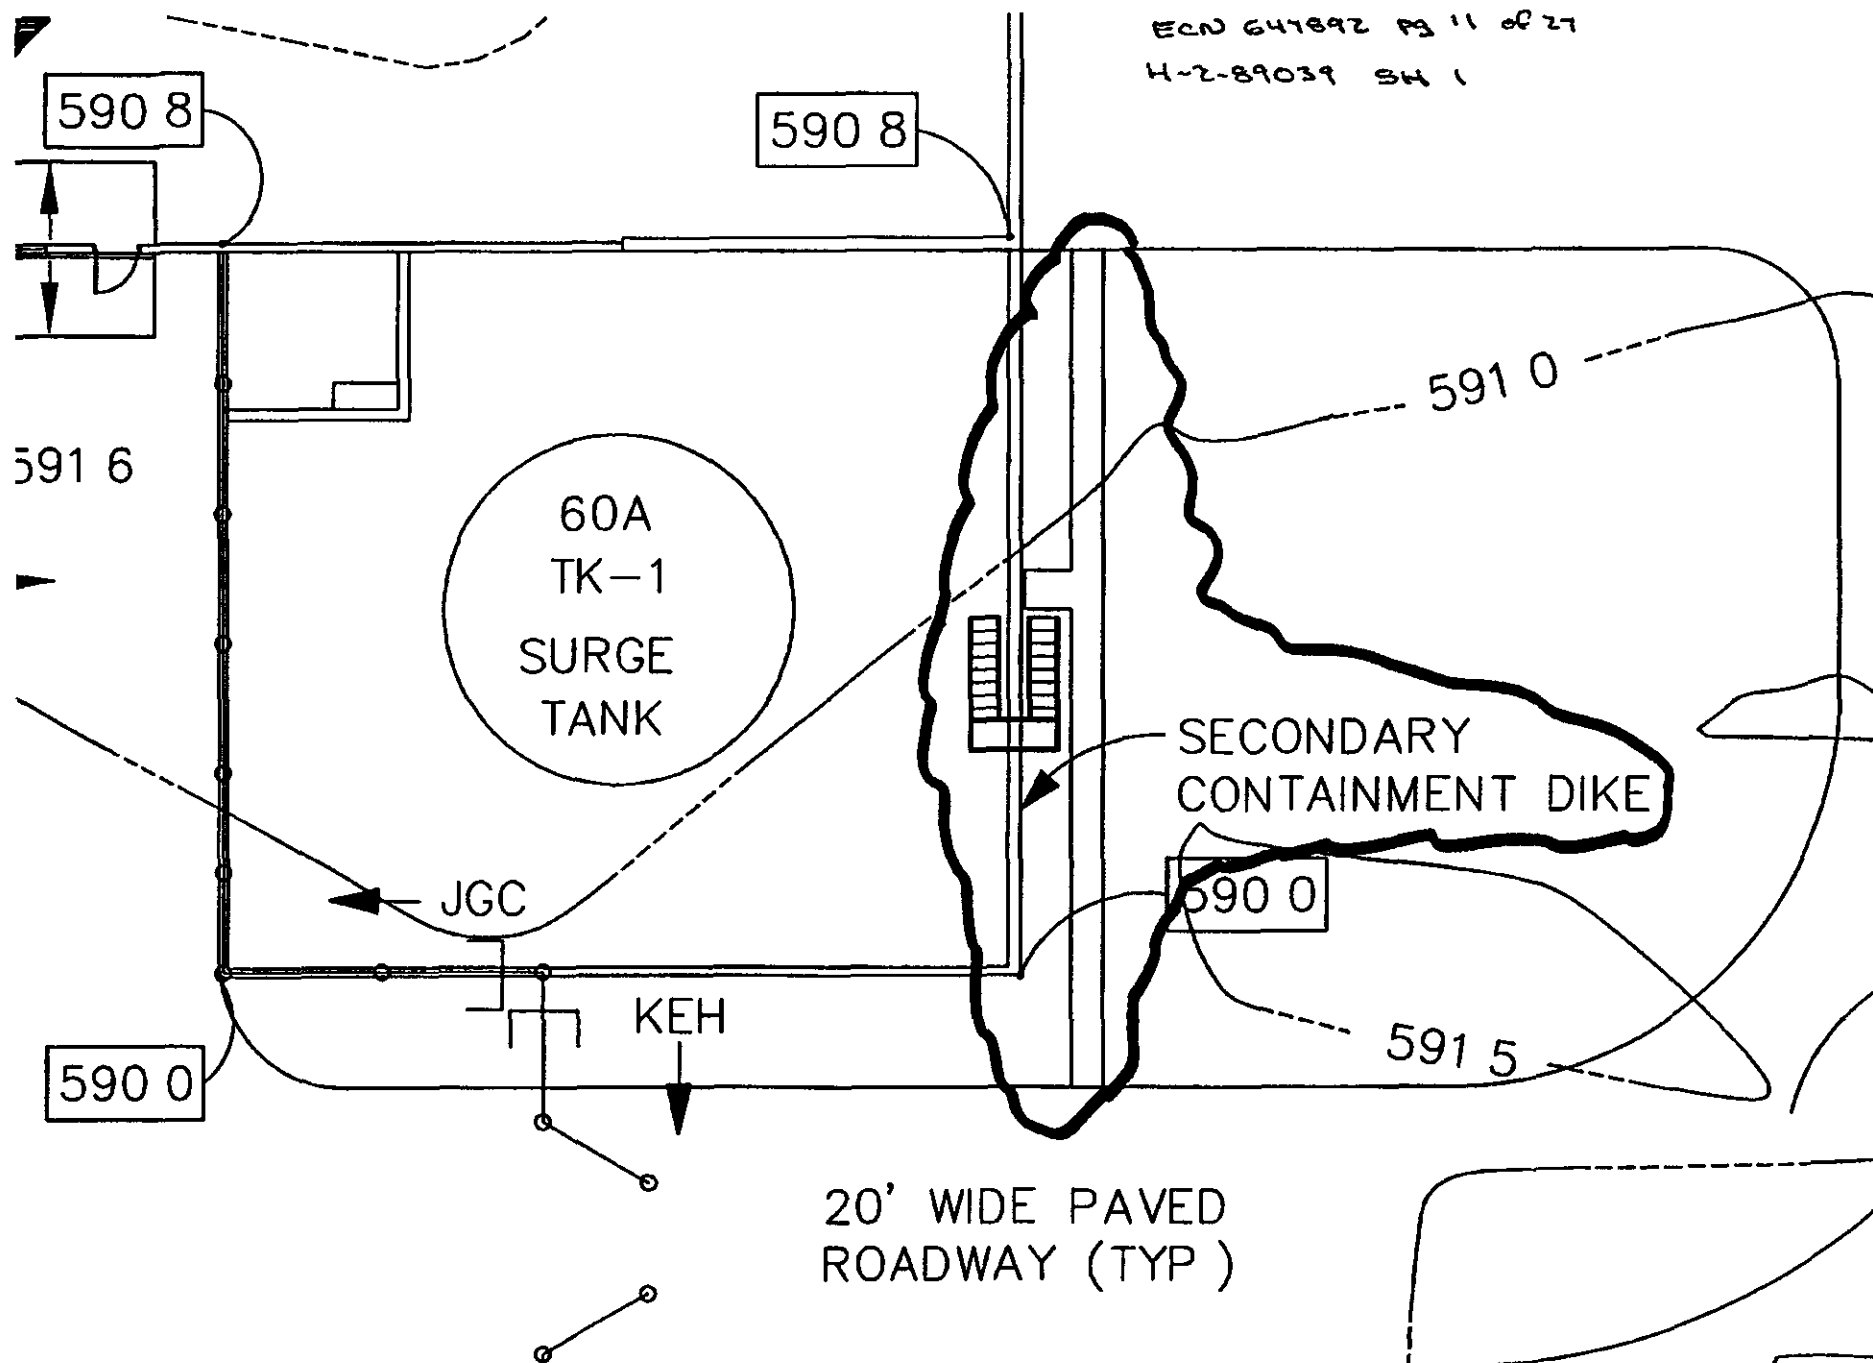 ECN 647892 pg 11 of 27
H-2-89039 SH 1
590 8
590 8
591 0
591 6
60A
TK-1
SURGE
TANK
SECONDARY
CONTAINMENT DIKE
JGC
590 0
KEH
591 5
590 0
20' WIDE PAVED
ROADWAY (TYP )